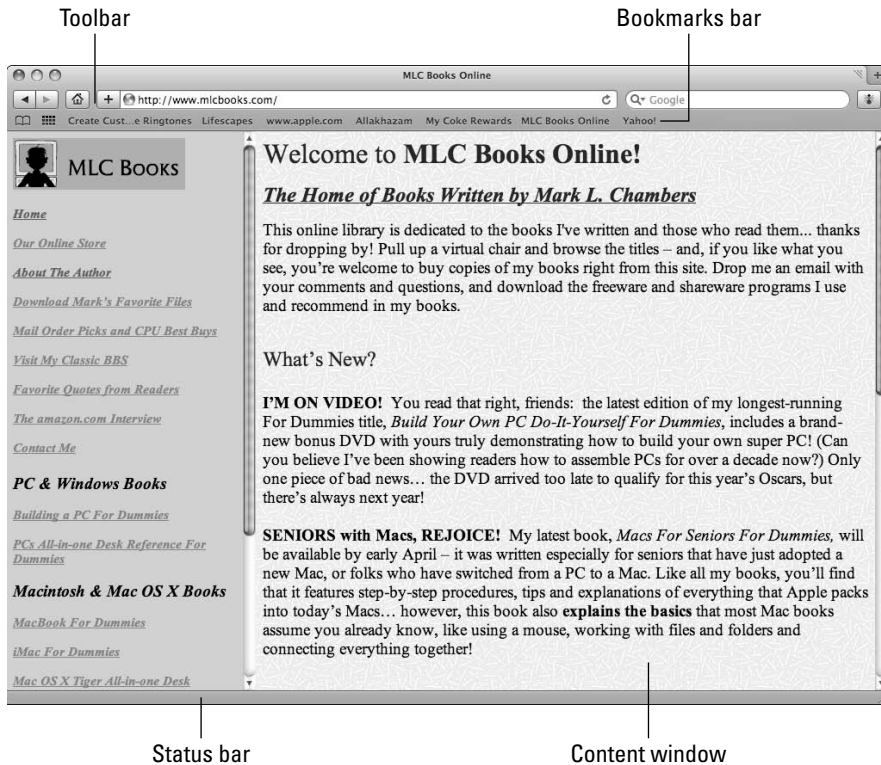 Toolbar
Bookmarks bar
MLC Books Online
http://www.mlcbooks.com/
Google
Create Cust...e Ringtones Lifescapes www.apple.com Allakhazam My Coke Rewards MLC Books Online Yahoo!
MLC BOOKS
Home
Our Online Store
About The Author
Download Mark's Favorite Files
Mail Order Picks and CPU Best Buys
Visit My Classic BBS
Favorite Quotes from Readers
The amazon.com Interview
Contact Me
PC & Windows Books
Building a PC For Dummies
PCs All-in-one Desk Reference For
Dummies
Macintosh & Mac OS X Books
MacBook For Dummies
iMac For Dummies
Mac OS X Tiger All-in-one Desk
Welcome to MLC Books Online!
The Home of Books Written by Mark L. Chambers
This online library is dedicated to the books I've written and those who read them... thanks
for dropping by! Pull up a virtual chair and browse the titles – and, if you like what you
see, you're welcome to buy copies of my books right from this site. Drop me an email with
your comments and questions, and download the freeware and shareware programs I use
and recommend in my books.
What's New?
I'M ON VIDEO! You read that right, friends: the latest edition of my longest-running
For Dummies title, Build Your Own PC Do-It-Yourself For Dummies, includes a brand-
new bonus DVD with yours truly demonstrating how to build your own super PC! (Can
you believe I've been showing readers how to assemble PCs for over a decade now?) Only
one piece of bad news… the DVD arrived too late to qualify for this year's Oscars, but
there's always next year!
SENIORS with Macs, REJOICE! My latest book, Macs For Seniors For Dummies, will
be available by early April – it was written especially for seniors that have just adopted a
new Mac, or folks who have switched from a PC to a Mac. Like all my books, you'll find
that it features step-by-step procedures, tips and explanations of everything that Apple packs
into today's Macs… however, this book also explains the basics that most Mac books
assume you already know, like using a mouse, working with files and folders and
connecting everything together!
Status bar
Content window